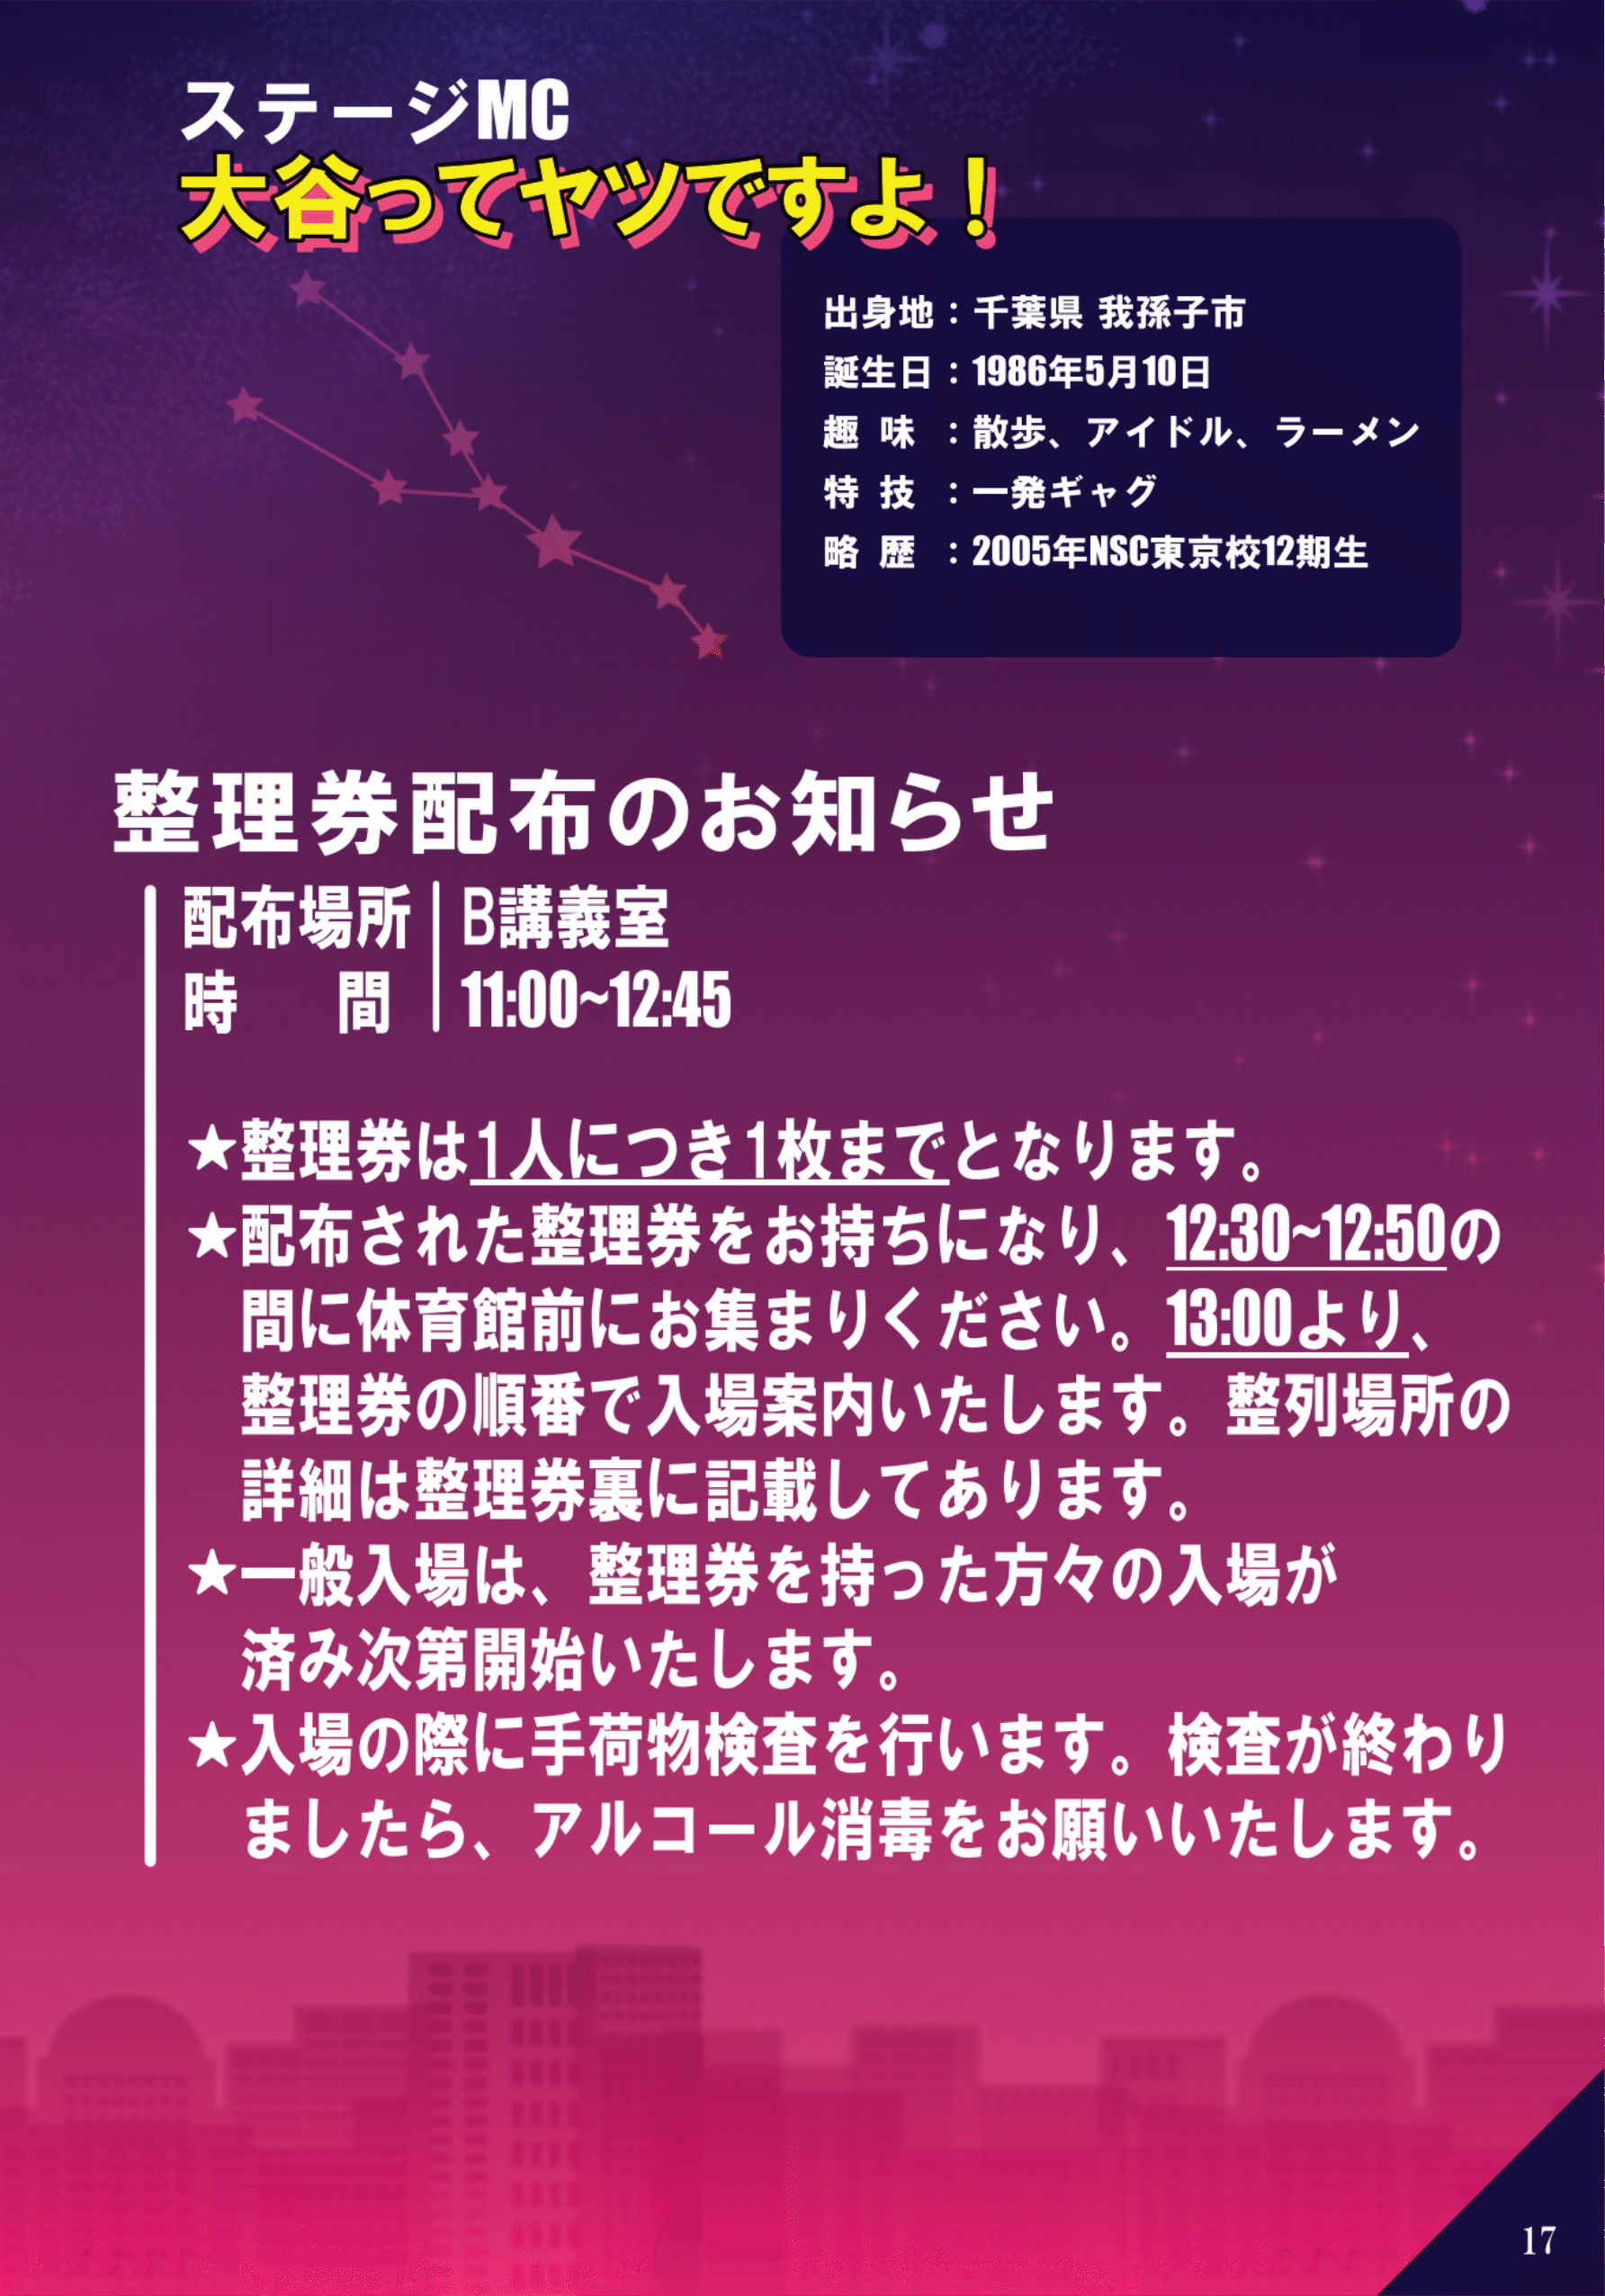 ステージMC
大谷ってヤツですよ！
出身地：千葉県 我孫子市
誕生日：1986年5月10日
趣 味 ：散歩、アイドル、ラーメン
特 技 ：一発ギャグ
略 歴 ：2005年NSC東京校12期生
整理券配布のお知らせ
配布場所 B講義室
時 間 11:00~12:45
★整理券は1人につき1枚までとなります。
★配布された整理券をお持ちになり、12:30~12:50の
間に体育館前にお集まりください。13:00より、
整理券の順番で入場案内いたします。整列場所の
詳細は整理券裏に記載してあります。
★一般入場は、整理券を持った方々の入場が
済み次第開始いたします。
★入場の際に手荷物検査を行います。検査が終わり
ましたら、アルコール消毒をお願いいたします。
17